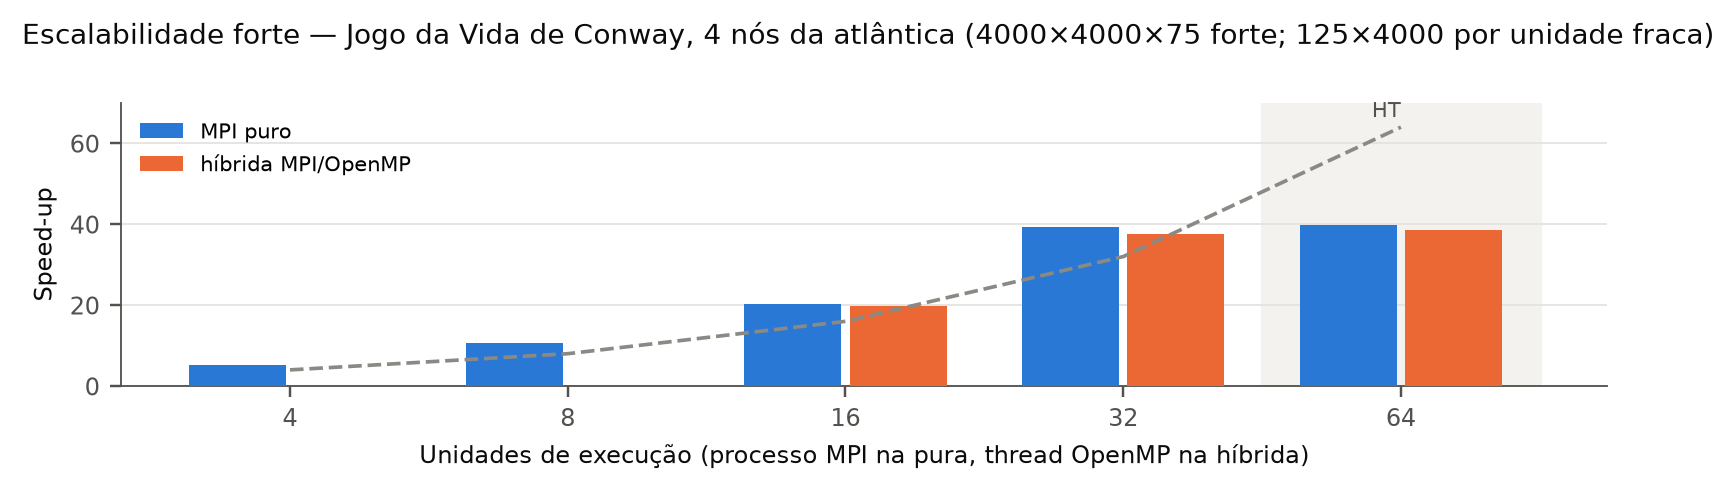 Escalabilidade forte — Jogo da Vida de Conway, 4 nós da atlântica (4000×4000×75 forte; 125×4000 por unidade fraca)
HT
MPI puro
híbrida MPI/OpenMP
Speed-up
60
40
20
0
4 8 16 32 64
Unidades de execução (processo MPI na pura, thread OpenMP na híbrida)